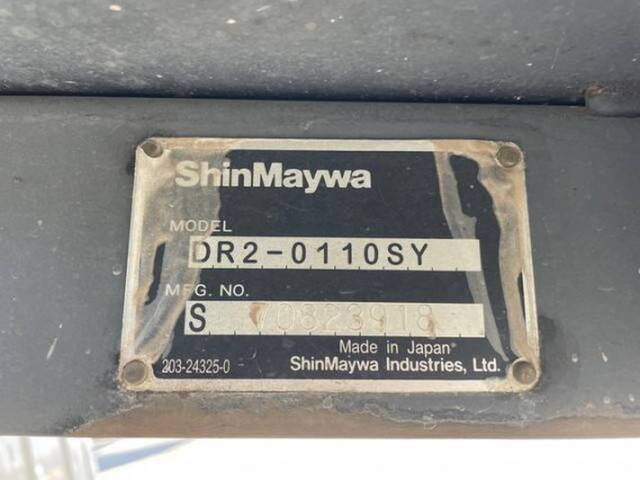 ShinMaywa
MODEL
DR2-0110SY
MFG. NO.
S 70823918
Made in Japan
203-24325-0
ShinMaywa Industries, Ltd.